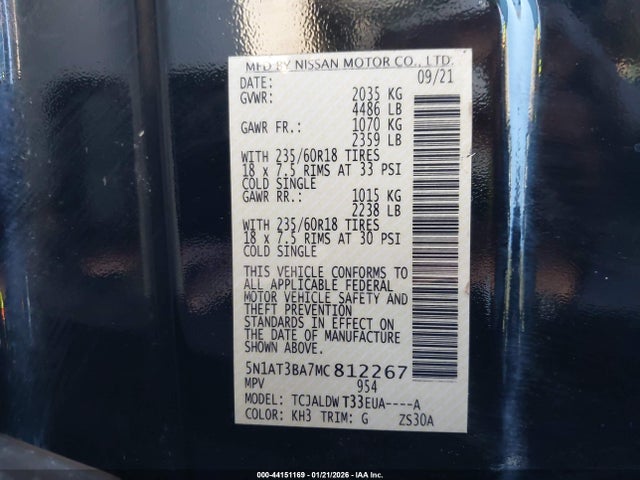 MFD BY NISSAN MOTOR CO., LTD.
DATE: 09/21
GVWR: 2035 KG
4486 LB
GAWR FR.: 1070 KG
2359 LB
WITH 235/60R18 TIRES
18 x 7.5 RIMS AT 33 PSI
COLD SINGLE
GAWR RR.: 1015 KG
2238 LB
WITH 235/60R18 TIRES
18 x 7.5 RIMS AT 30 PSI
COLD SINGLE
THIS VEHICLE CONFORMS TO
ALL APPLICABLE FEDERAL
MOTOR VEHICLE SAFETY AND
THEFT PREVENTION
STANDARDS IN EFFECT ON
THE DATE OF MANUFACTURE
SHOWN ABOVE.
5N1AT3BA7MC812267
MPV 954
MODEL: TCJALDW T33EUA----A
COLOR: KH3 TRIM: G ZS30A
000-44151169 - 01/21/2026 - IAA Inc.